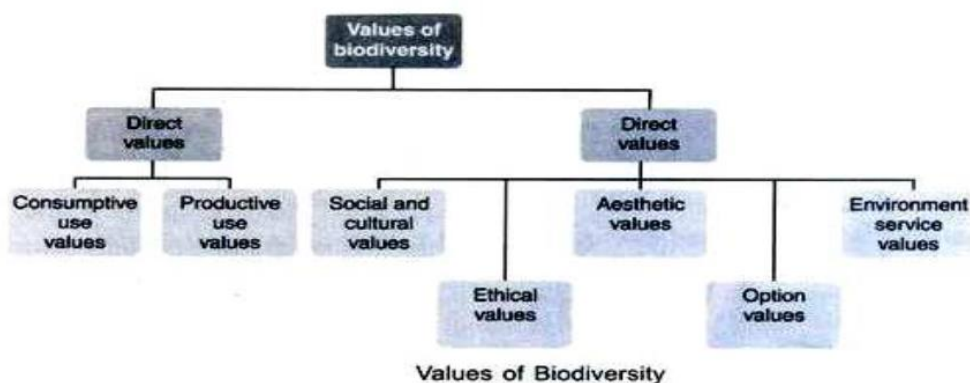 Values of
biodiversity
Direct
values
Direct
values
Consumptive
use
values
Productive
use
values
Social and
cultural
values
Aesthetic
values
Environment
service
values
Ethical
values
Option
values
Values of Biodiversity